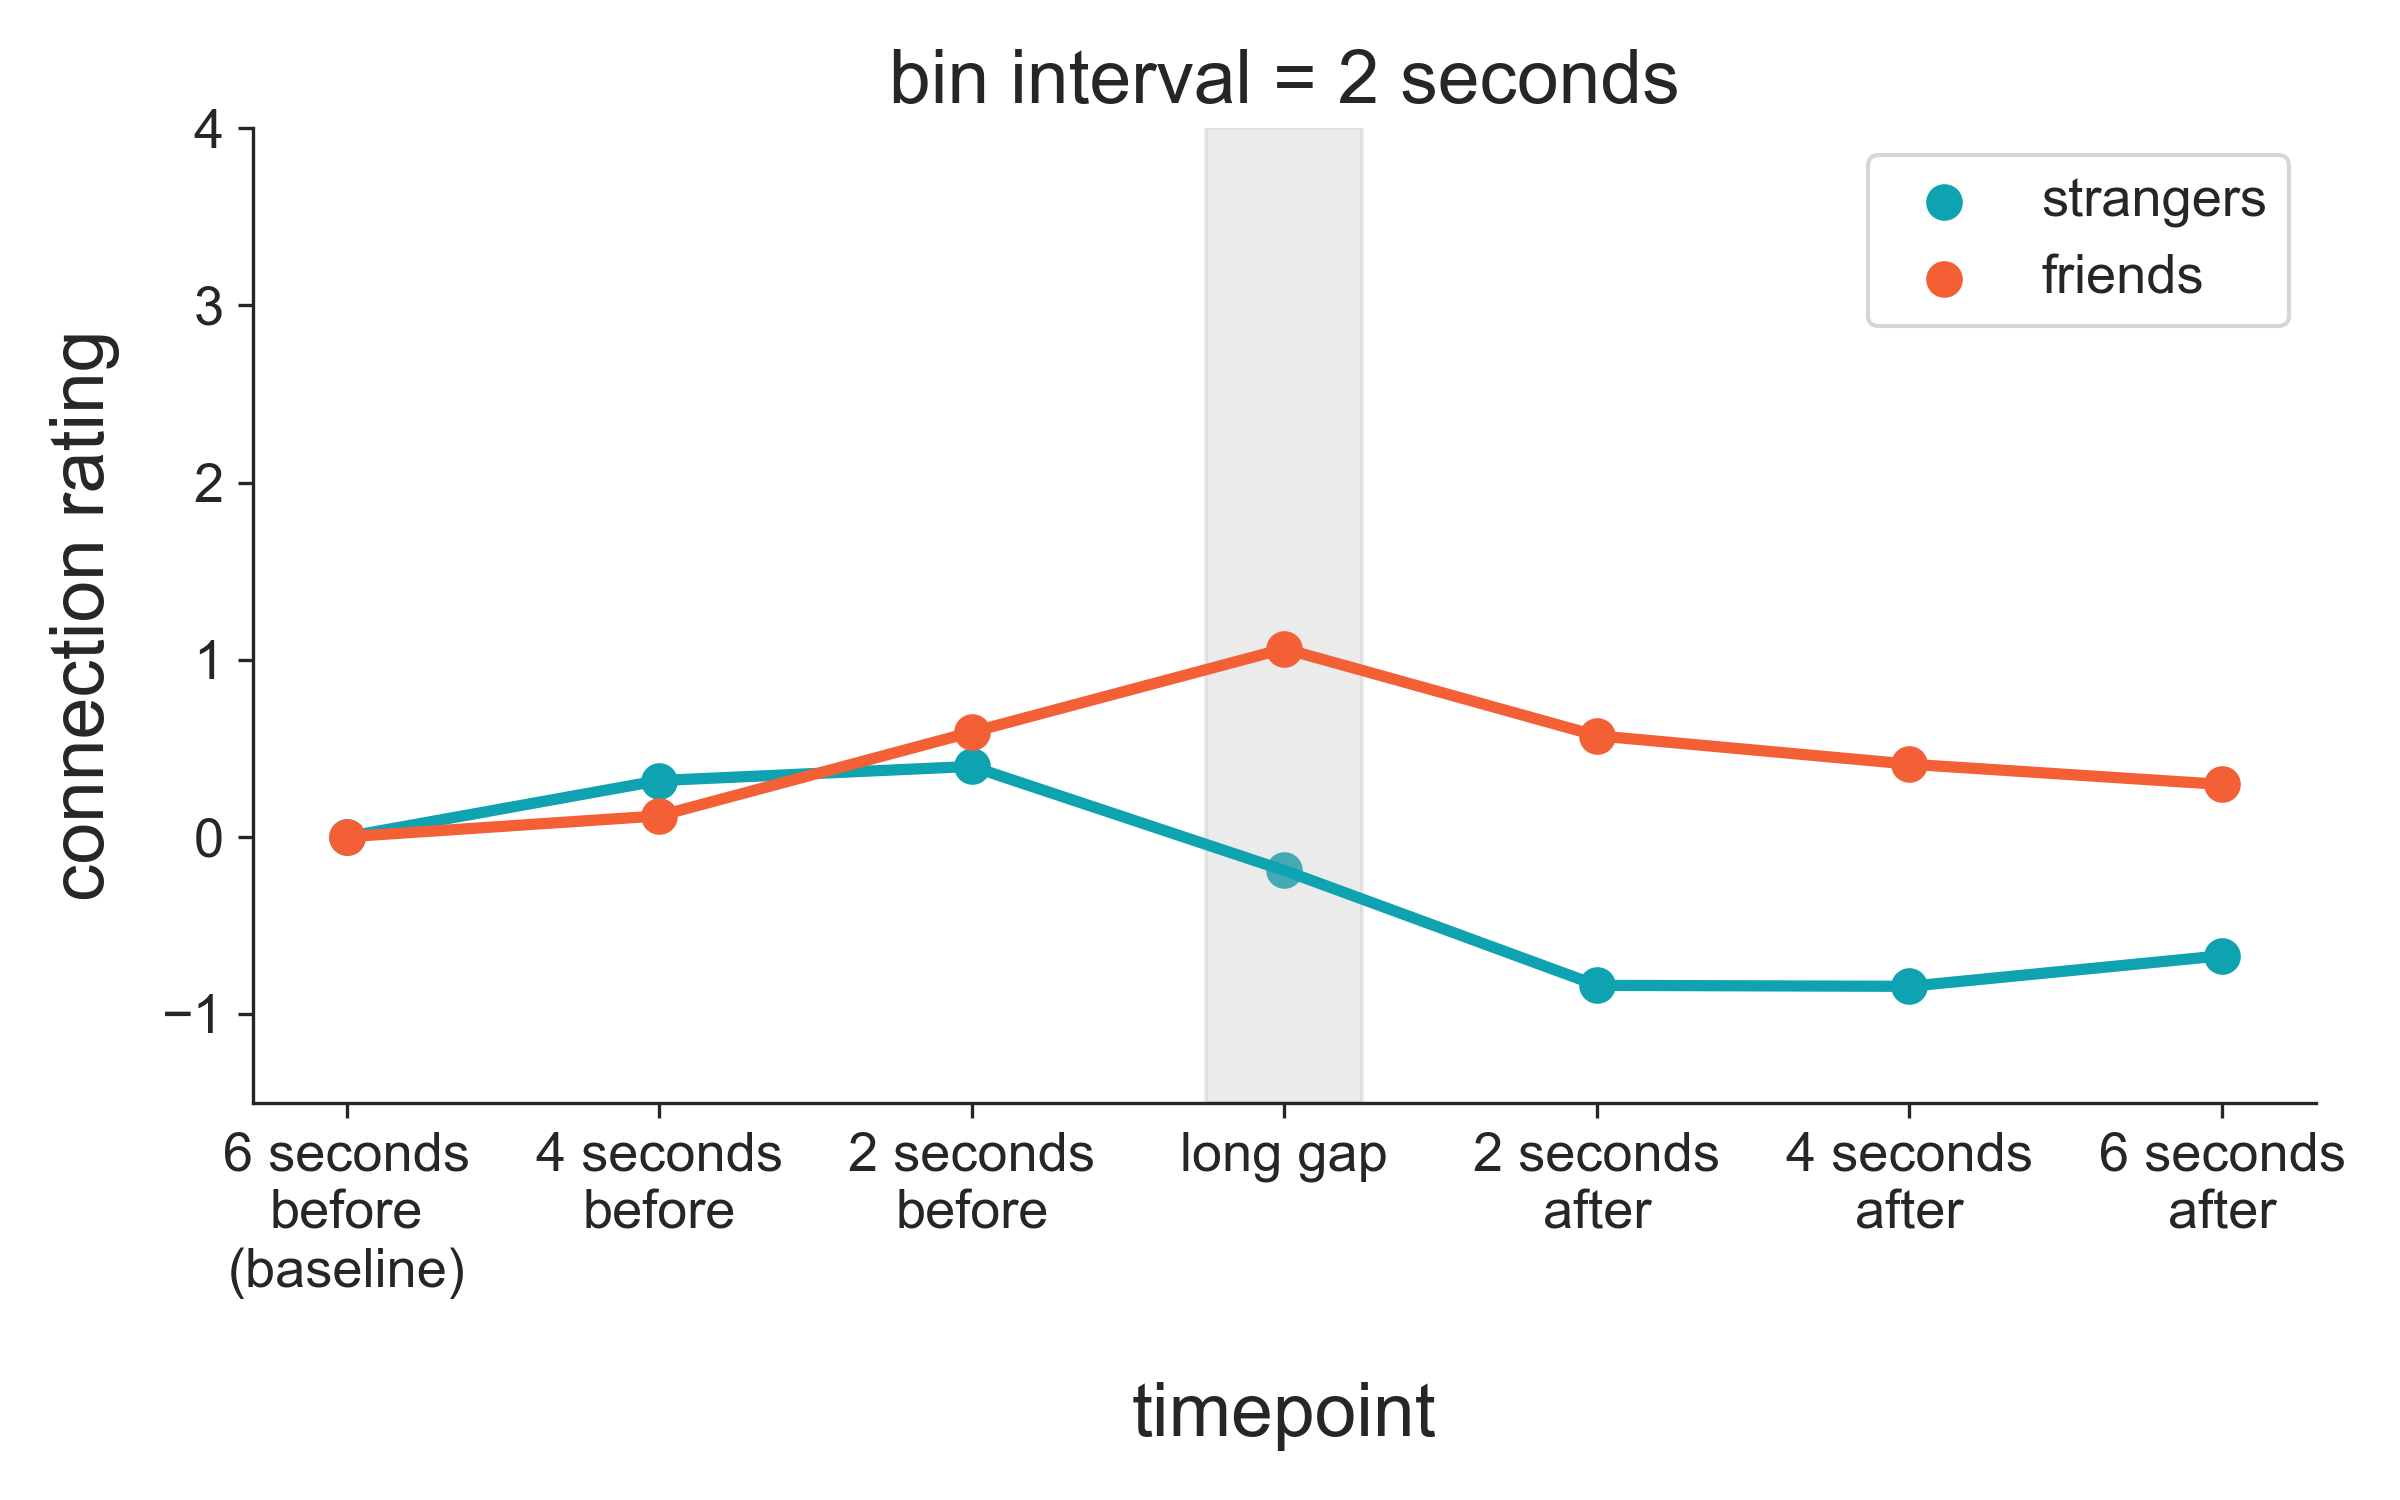 bin interval = 2 seconds
4
3
2
1
0
−1
connection rating
strangers
friends
6 seconds
before
(baseline)
4 seconds
before
2 seconds
before
long gap
2 seconds
after
4 seconds
after
6 seconds
after
timepoint